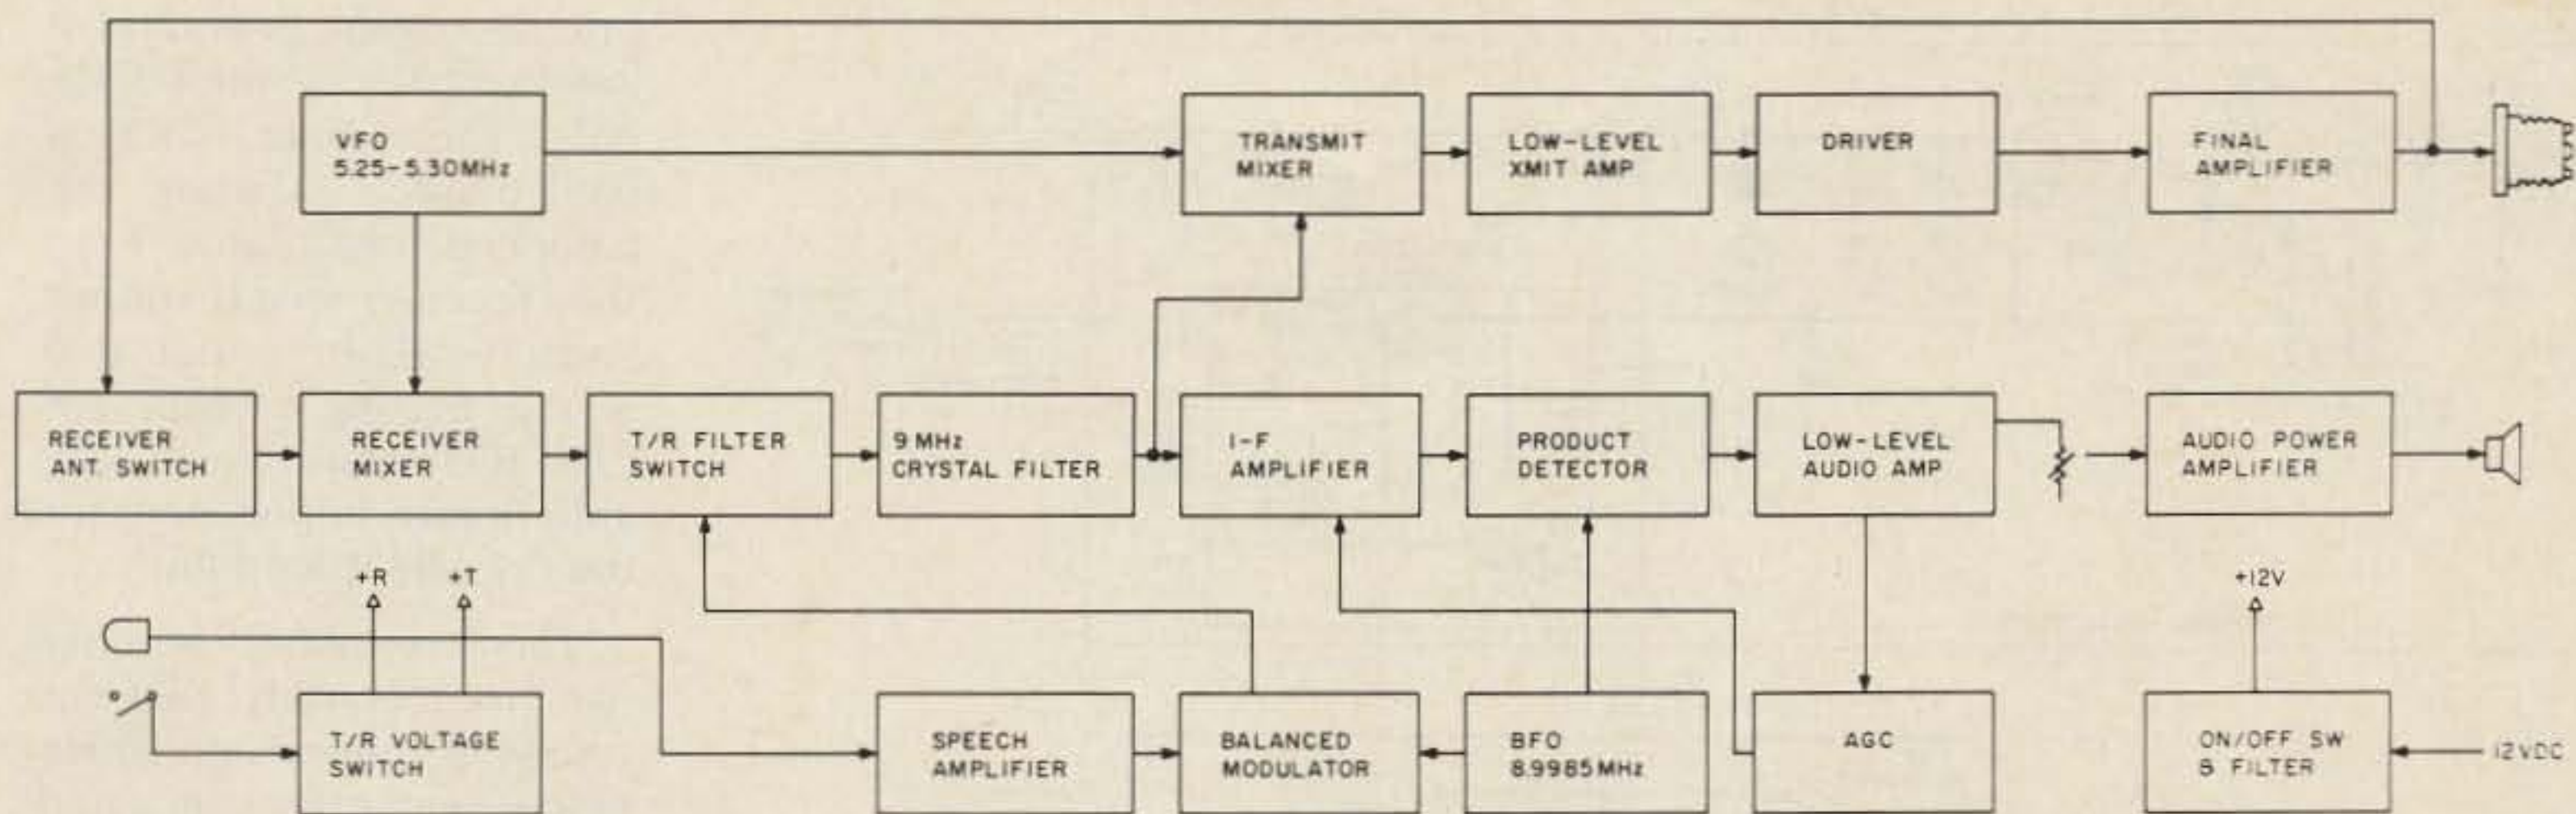 VFO
5.25-5.30MHz
TRANSMIT
MIXER
LOW-LEVEL
XMIT AMP
DRIVER
FINAL
AMPLIFIER
RECEIVER
ANT. SWITCH
RECEIVER
MIXER
T/R FILTER
SWITCH
9 MHz
CRYSTAL FILTER
I-F
AMPLIFIER
PRODUCT
DETECTOR
LOW-LEVEL
AUDIO AMP
AUDIO POWER
AMPLIFIER
+R
+T
+12V
T/R VOLTAGE
SWITCH
SPEECH
AMPLIFIER
BALANCED
MODULATOR
BFO
8.9985MHz
AGC
ON/OFF SW
& FILTER
12VDC